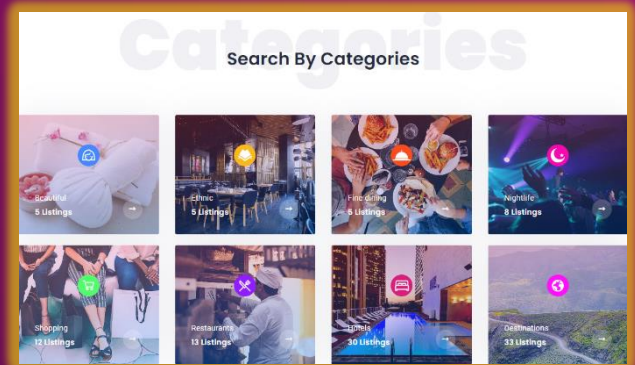 Categories
Search By Categories
Beautiful
5 Listings
Ethnic
5 Listings
Fine dining
5 Listings
Nightlife
8 Listings
Shopping
12 Listings
Restaurants
13 Listings
Hotels
30 Listings
Destinations
33 Listings